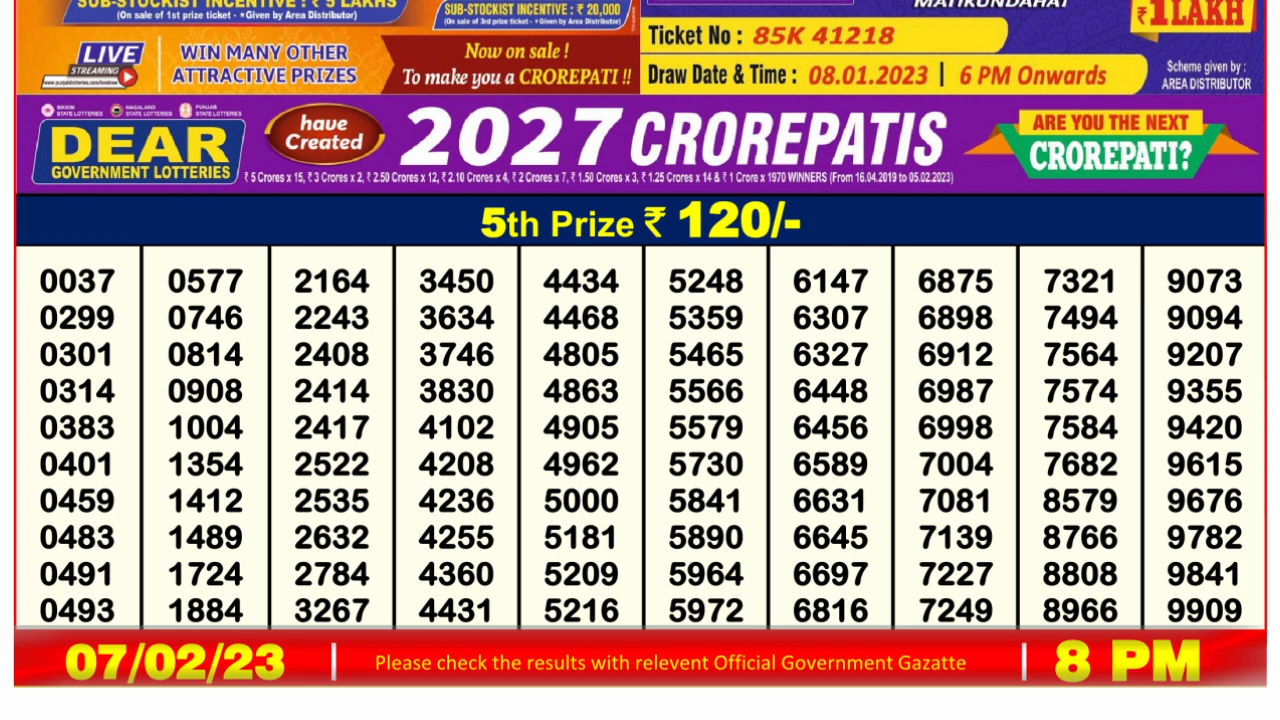 SUB-STOCKIST INCENTIVE : ₹ 5 LAKHS
(On sale of 1st prize ticket - *Given by Area Distributor)
SUB-STOCKIST INCENTIVE : ₹ 20,000
(On sale of 3rd prize ticket - *Given by Area Distributor)
MATIKUNDAHAT
₹1 LAKH
LIVE
STREAMING
WIN MANY OTHER
ATTRACTIVE PRIZES
Now on sale !
To make you a CROREPATI !!
Ticket No : 85K 41218
Draw Date & Time : 08.01.2023 | 6 PM Onwards
Scheme given by :
AREA DISTRIBUTOR
SIKKIM STATE LOTTERIES NAGALAND STATE LOTTERIES PUNJAB STATE LOTTERIES
DEAR
GOVERNMENT LOTTERIES
have
Created
2027 CROREPATIS
₹ 5 Crores x 15, ₹ 3 Crores x 2, ₹ 2.50 Crores x 12, ₹ 2.10 Crores x 4, ₹ 2 Crores x 7, ₹ 1.50 Crores x 3, ₹ 1.25 Crores x 14 & ₹ 1 Crore x 1970 WINNERS (From 16.04.2019 to 05.02.2023)
ARE YOU THE NEXT
CROREPATI?
5th Prize ₹ 120/-
0037 0577 2164 3450 4434 5248 6147 6875 7321 9073
0299 0746 2243 3634 4468 5359 6307 6898 7494 9094
0301 0814 2408 3746 4805 5465 6327 6912 7564 9207
0314 0908 2414 3830 4863 5566 6448 6987 7574 9355
0383 1004 2417 4102 4905 5579 6456 6998 7584 9420
0401 1354 2522 4208 4962 5730 6589 7004 7682 9615
0459 1412 2535 4236 5000 5841 6631 7081 8579 9676
0483 1489 2632 4255 5181 5890 6645 7139 8766 9782
0491 1724 2784 4360 5209 5964 6697 7227 8808 9841
0493 1884 3267 4431 5216 5972 6816 7249 8966 9909
07/02/23 | Please check the results with relevent Official Government Gazatte | 8 PM